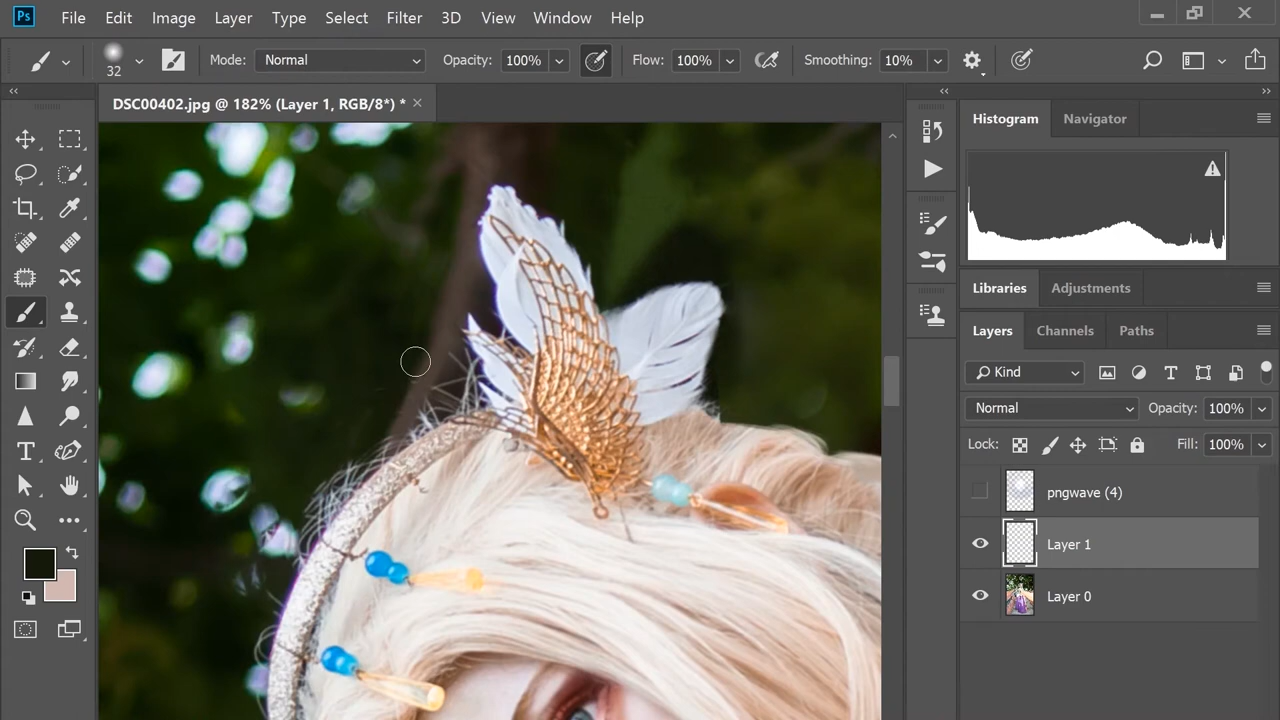 Ps File Edit Image Layer Type Select Filter 3D View Window Help
32 Mode: Normal Opacity: 100% Flow: 100% Smoothing: 10%
DSC00402.jpg @ 182% (Layer 1, RGB/8*) *
Histogram Navigator
Libraries Adjustments
Layers Channels Paths
Kind
Normal Opacity: 100%
Lock: Fill: 100%
pngwave (4)
Layer 1
Layer 0